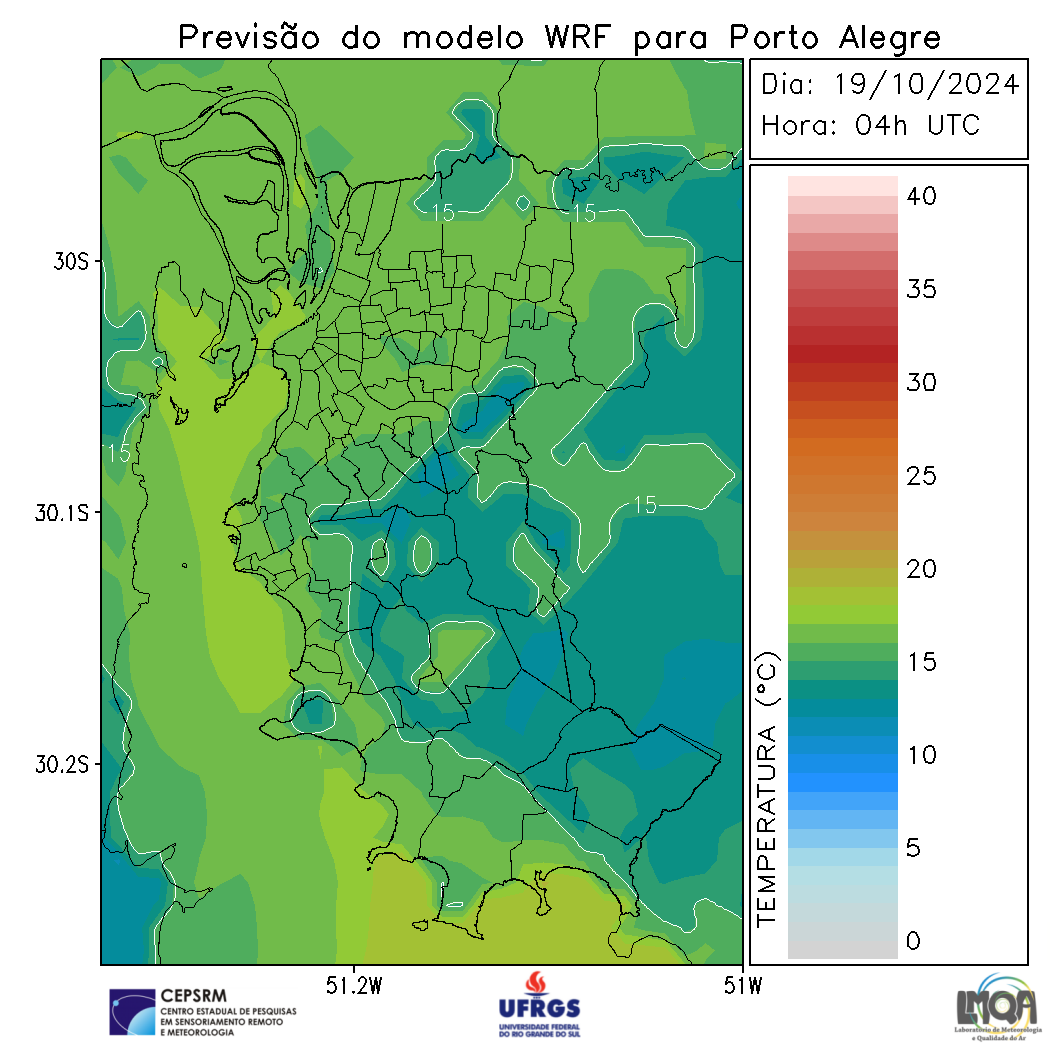 Previsão do modelo WRF para Porto Alegre
Dia: 19/10/2024
Hora: 04h UTC
40
35
30
25
20
15
10
5
0
TEMPERATURA (°C)
30S
30.1S
30.2S
51.2W
51W
15
15
15
15
CEPSRM
CENTRO ESTADUAL DE PESQUISAS
EM SENSORIAMENTO REMOTO
E METEOROLOGIA
UFRGS
UNIVERSIDADE FEDERAL
DO RIO GRANDE DO SUL
LMQA
Laboratório de Meteorologia
e Qualidade do Ar